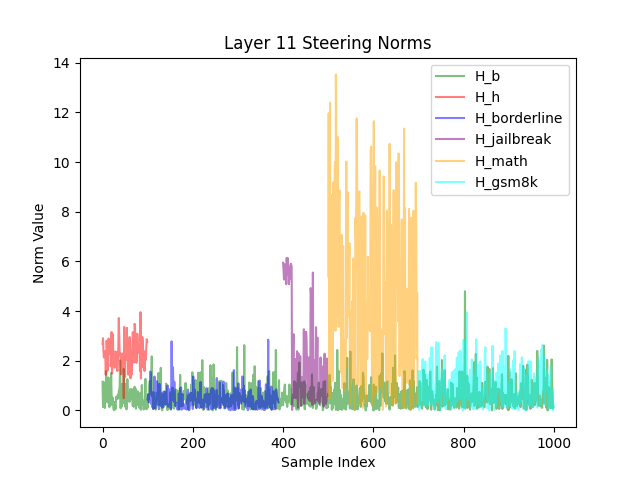 Layer 11 Steering Norms
14
12
10
8
6
4
2
0
Norm Value
H_b
H_h
H_borderline
H_jailbreak
H_math
H_gsm8k
0 200 400 600 800 1000
Sample Index